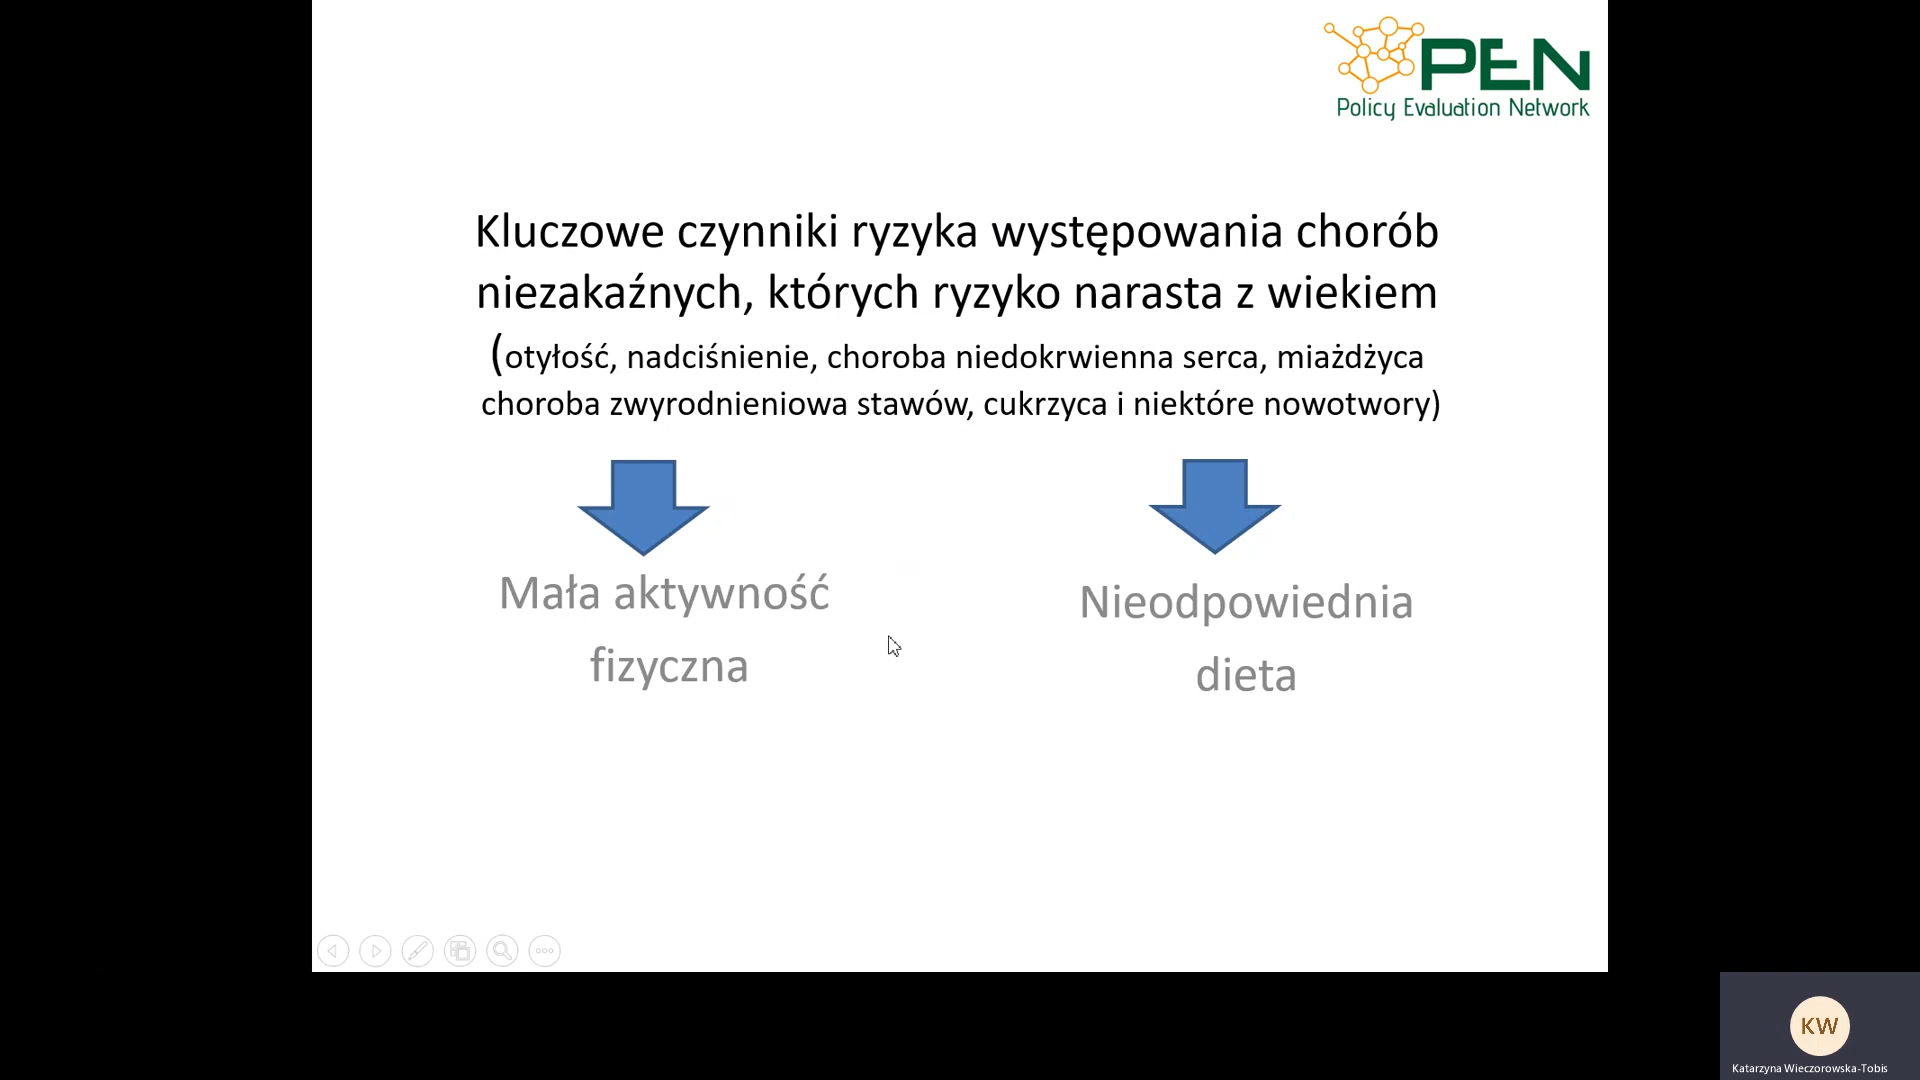 PEN
Policy Evaluation Network
Kluczowe czynniki ryzyka występowania chorób
niezakaźnych, których ryzyko narasta z wiekiem
(otyłość, nadciśnienie, choroba niedokrwienna serca, miażdżyca
choroba zwyrodnieniowa stawów, cukrzyca i niektóre nowotwory)
Mała aktywność
fizyczna
Nieodpowiednia
dieta
KW
Katarzyna Wieczorowska-Tobis